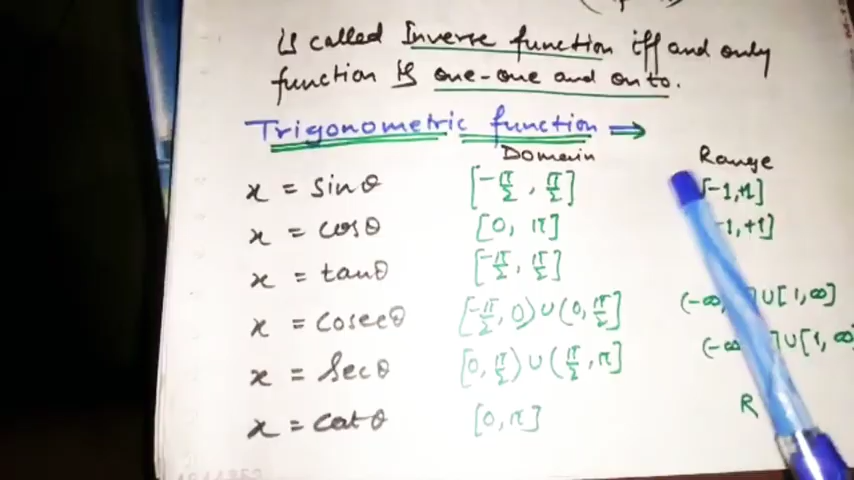 is called Inverse function iff and only
function is one-one and onto.
Trigonometric function ⇒
Domain Range
x = sinθ [-π/2, π/2] [-1,+1]
x = cosθ [0, π] -1,+1]
x = tanθ [-π/2, π/2]
x = cosecθ [-π/2, 0) ∪ (0, π/2] (-∞, ] ∪ [1, ∞]
x = secθ [0, π/2) ∪ (π/2, π] (-∞ ] ∪ [1, ∞
x = catθ [0, π] R